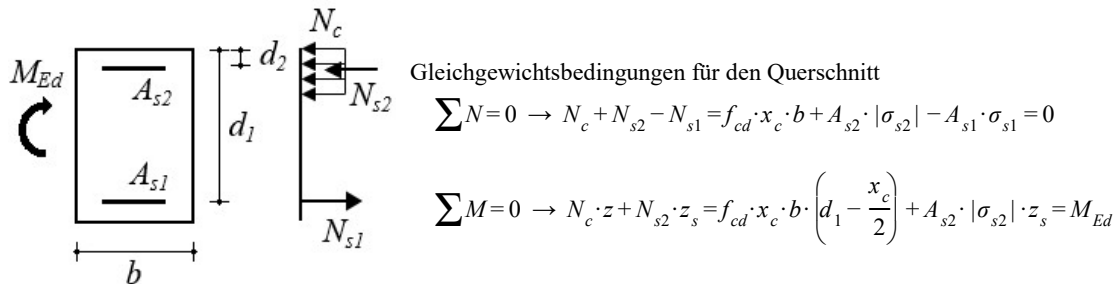 N_c
d_2
M_Ed
A_s2
N_s2
d_1
A_s1
N_s1
b
Gleichgewichtsbedingungen für den Querschnitt
∑N=0 → N_c+N_s2−N_s1=f_cd·x_c·b+A_s2·|σ_s2|−A_s1·σ_s1=0
∑M=0 → N_c·z+N_s2·z_s=f_cd·x_c·b·(d_1−x_c/2)+A_s2·|σ_s2|·z_s=M_Ed